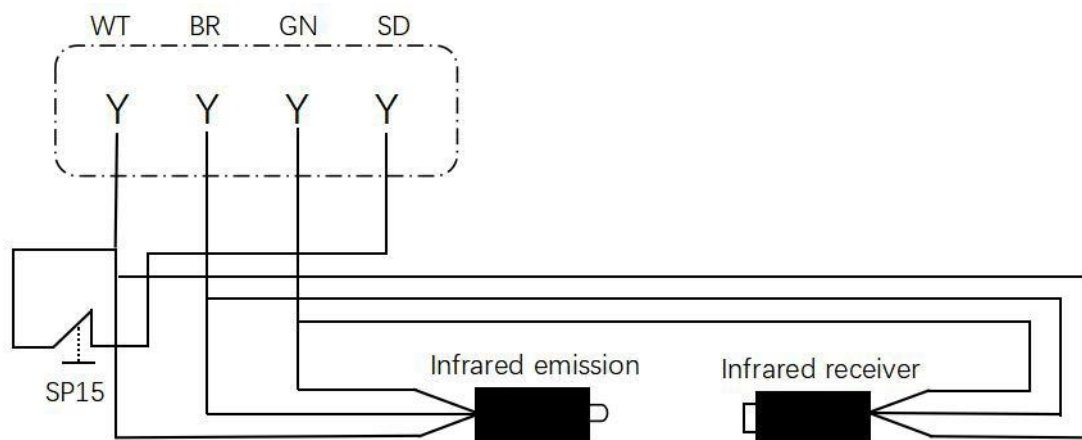 WT BR GN SD
Y Y Y Y
Infrared emission
Infrared receiver
SP15